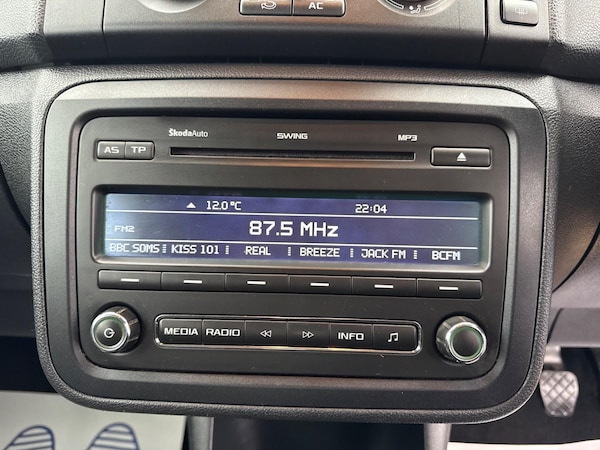 AC
ŠkodaAuto SWING MP3
AS TP
12.0 °C 22:04
FM2 87.5 MHz
BBC SOMS KISS 101 REAL BREEZE JACK FM BCFM
MEDIA RADIO INFO